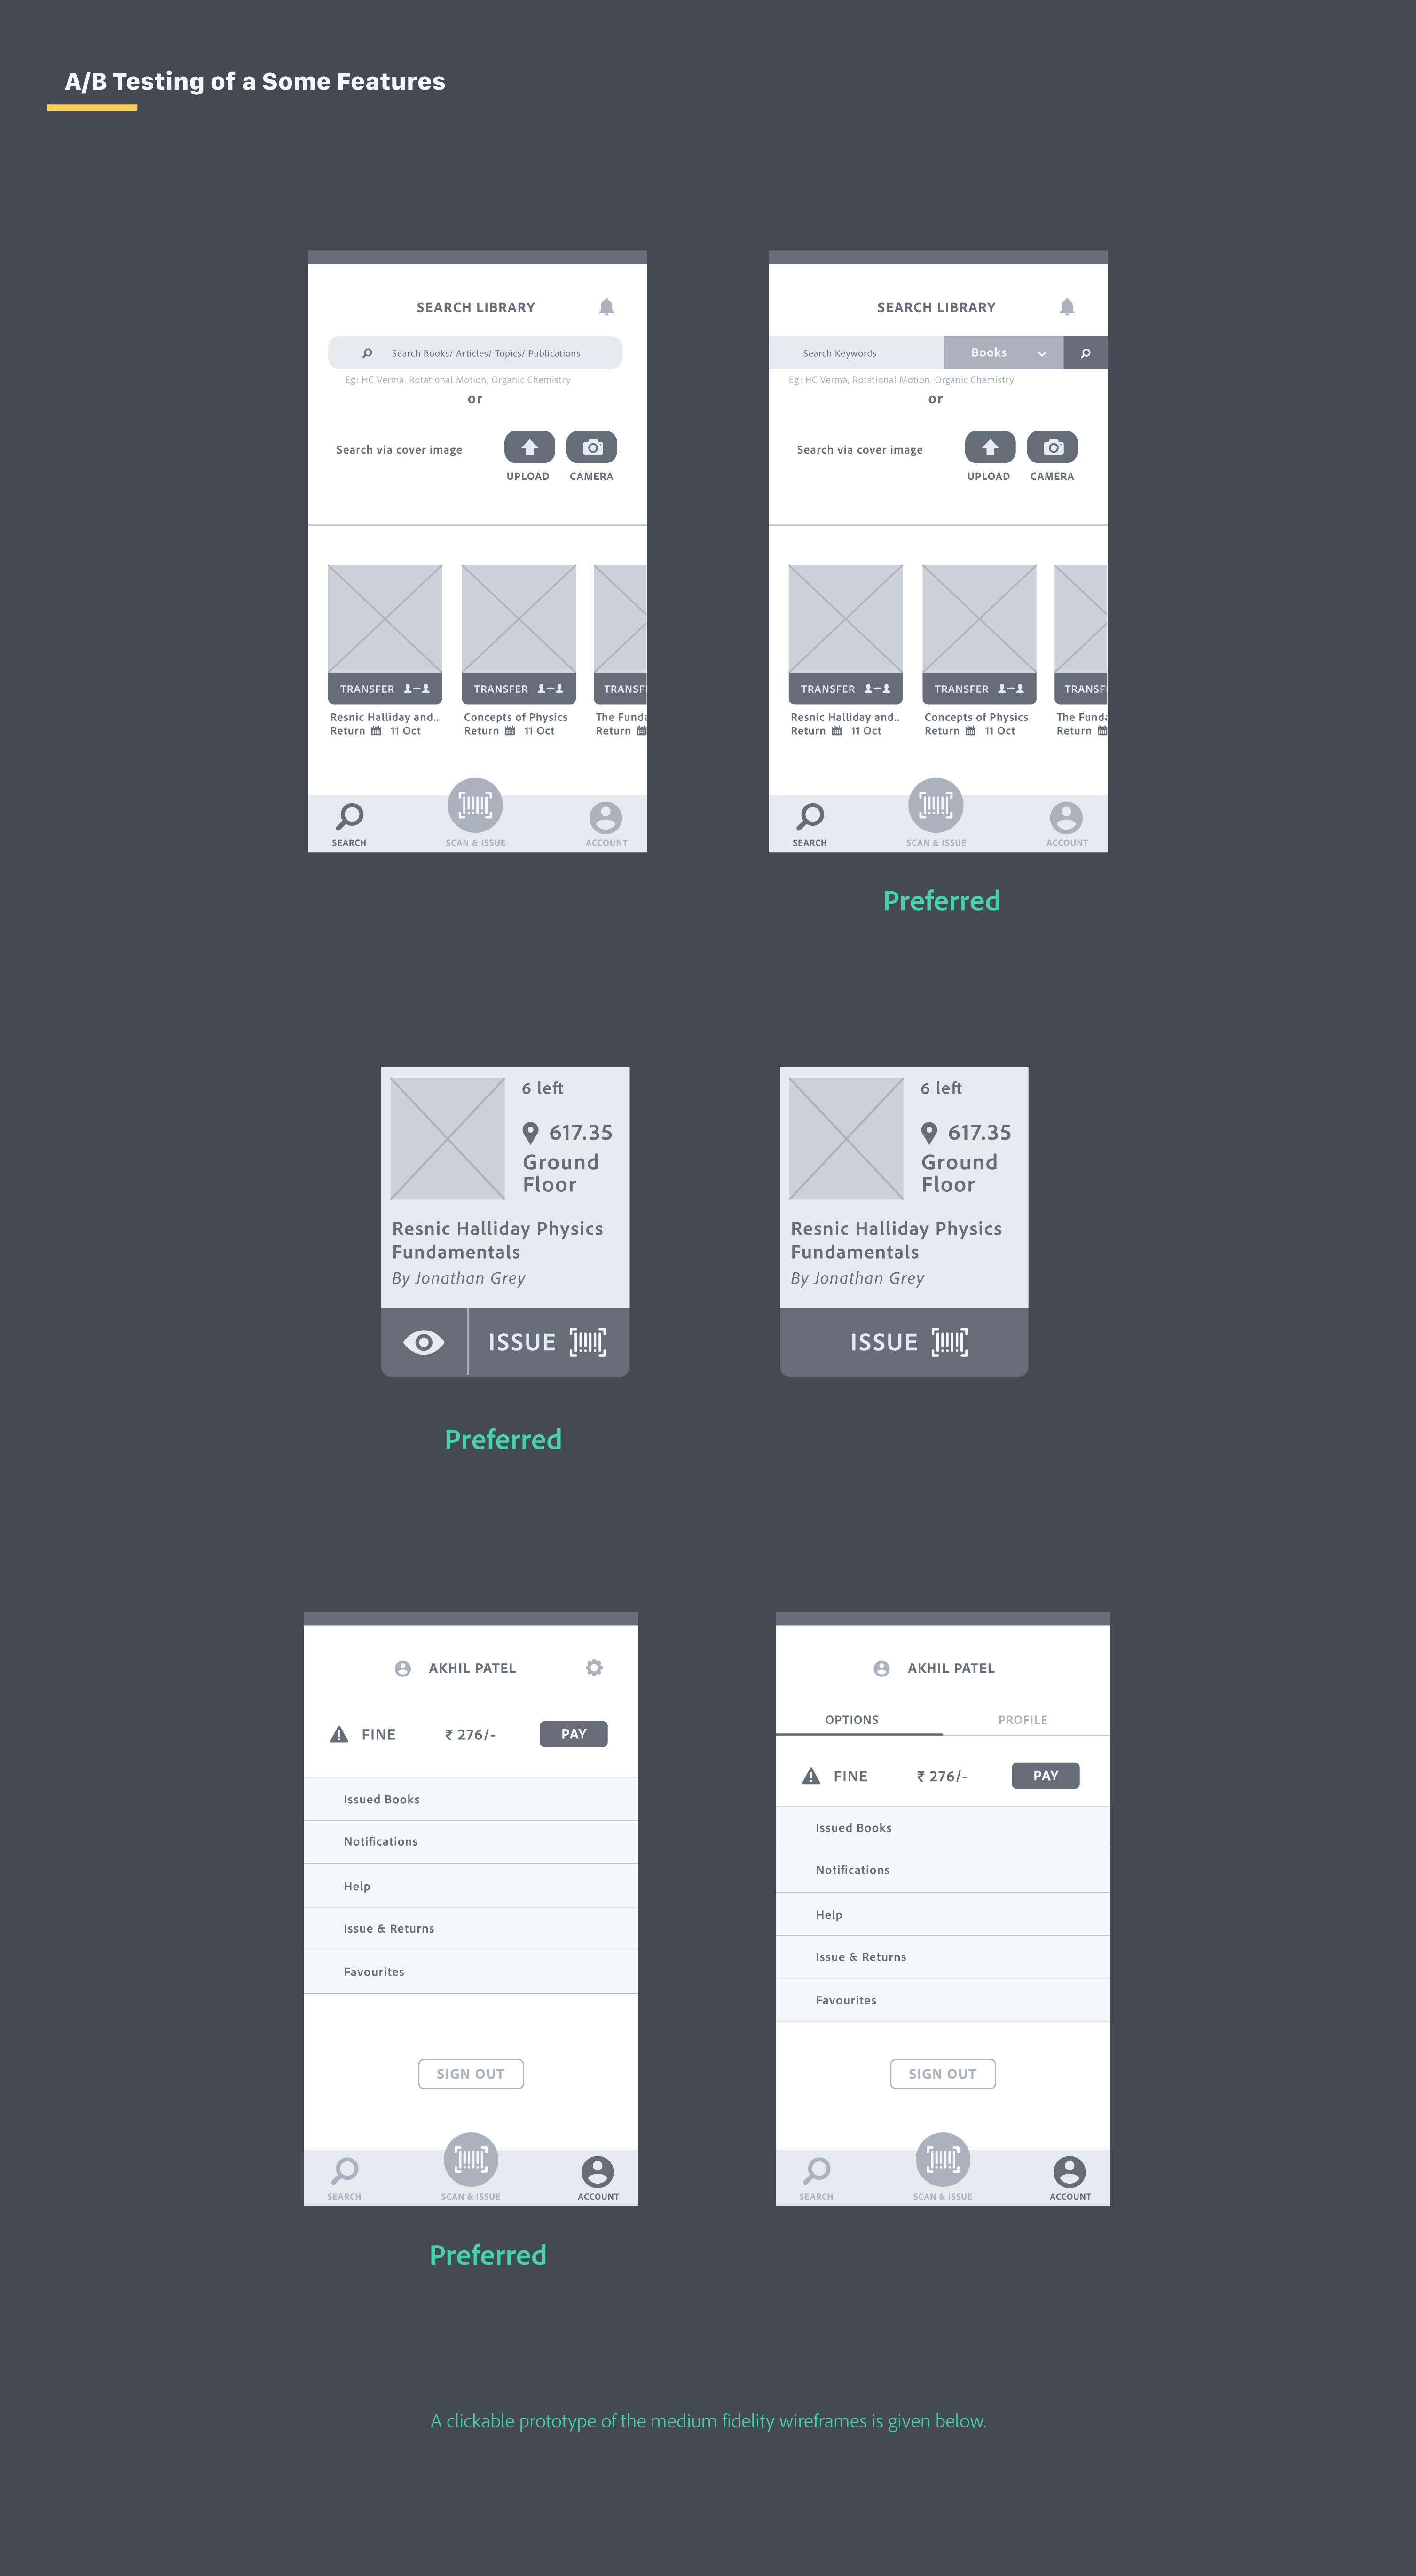 A/B Testing of a Some Features
SEARCH LIBRARY
Search Books/ Articles/ Topics/ Publications
Eg: HC Verma, Rotational Motion, Organic Chemistry
or
Search via cover image
UPLOAD CAMERA
TRANSFER TRANSFER TRANSF
Resnic Halliday and.. Concepts of Physics The Funda
Return 11 Oct Return 11 Oct Return
SEARCH SCAN & ISSUE ACCOUNT
SEARCH LIBRARY
Search Keywords Books
Eg: HC Verma, Rotational Motion, Organic Chemistry
or
Search via cover image
UPLOAD CAMERA
TRANSFER TRANSFER TRANSF
Resnic Halliday and.. Concepts of Physics The Funda
Return 11 Oct Return 11 Oct Return
SEARCH SCAN & ISSUE ACCOUNT
Preferred
6 left
617.35
Ground
Floor
Resnic Halliday Physics
Fundamentals
By Jonathan Grey
ISSUE
Preferred
6 left
617.35
Ground
Floor
Resnic Halliday Physics
Fundamentals
By Jonathan Grey
ISSUE
AKHIL PATEL
FINE ₹ 276/- PAY
Issued Books
Notifications
Help
Issue & Returns
Favourites
SIGN OUT
SEARCH SCAN & ISSUE ACCOUNT
Preferred
AKHIL PATEL
OPTIONS PROFILE
FINE ₹ 276/- PAY
Issued Books
Notifications
Help
Issue & Returns
Favourites
SIGN OUT
SEARCH SCAN & ISSUE ACCOUNT
A clickable prototype of the medium fidelity wireframes is given below.